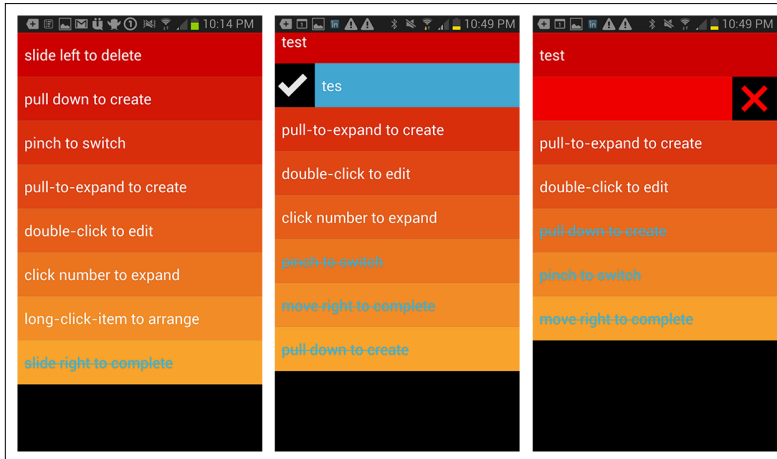 10:14 PM
slide left to delete
pull down to create
pinch to switch
pull-to-expand to create
double-click to edit
click number to expand
long-click-item to arrange
slide right to complete
10:49 PM
test
tes
pull-to-expand to create
double-click to edit
click number to expand
pinch to switch
move right to complete
pull down to create
10:49 PM
test
pull-to-expand to create
double-click to edit
pull down to create
pinch to switch
move right to complete